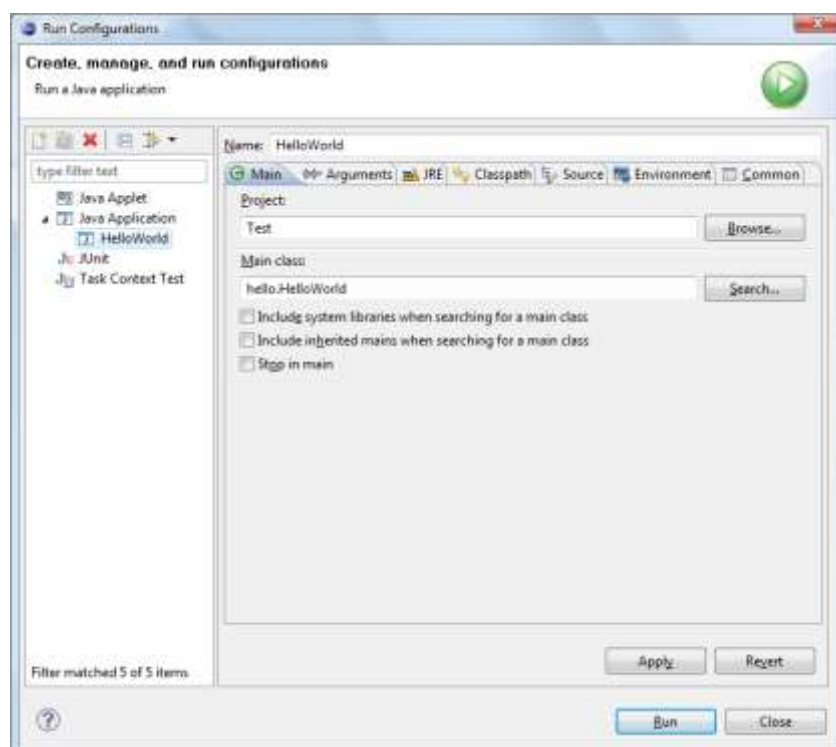 Run Configurations
Create, manage, and run configurations
Run a Java application
type filter text
Java Applet
Java Application
HelloWorld
JUnit
Task Context Test
Filter matched 5 of 5 items
Name: HelloWorld
Main Arguments JRE Classpath Source Environment Common
Project:
Test Browse...
Main class:
hello.HelloWorld Search...
Include system libraries when searching for a main class
Include inherited mains when searching for a main class
Stop in main
Apply Revert
Run Close